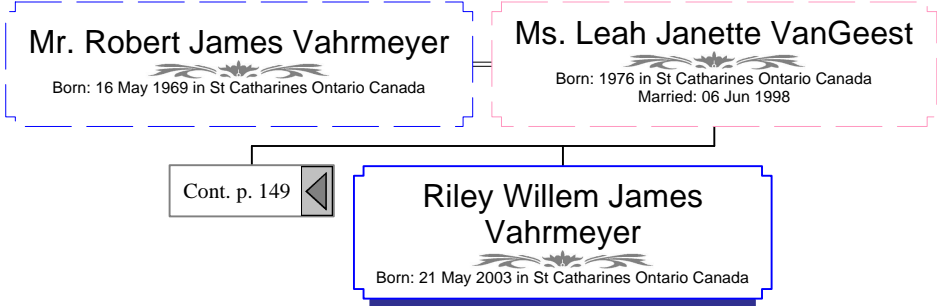 Mr. Robert James Vahrmeyer
Born: 16 May 1969 in St Catharines Ontario Canada
Ms. Leah Janette VanGeest
Born: 1976 in St Catharines Ontario Canada
Married: 06 Jun 1998
Cont. p. 149
Riley Willem James
Vahrmeyer
Born: 21 May 2003 in St Catharines Ontario Canada